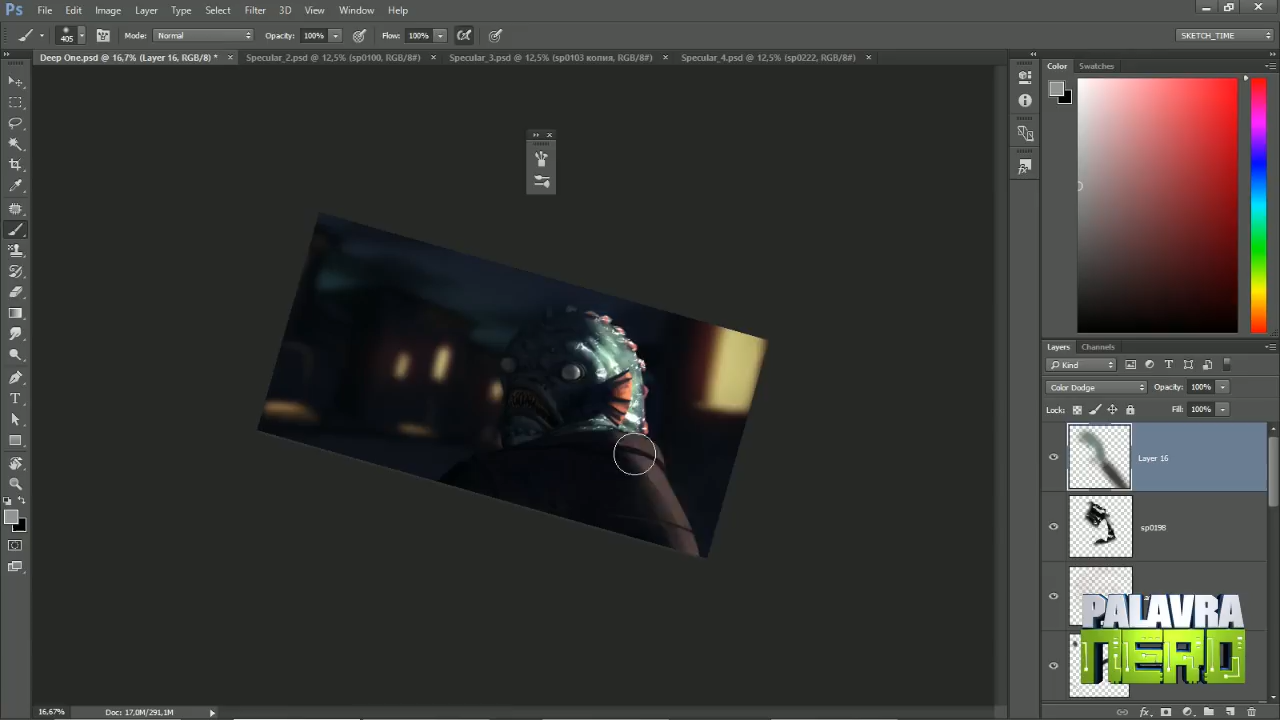 Ps File Edit Image Layer Type Select Filter 3D View Window Help
405 Mode: Normal Opacity: 100% Flow: 100% SKETCH_TIME
Deep One.psd @ 16,7% (Layer 16, RGB/8) * × Specular_2.psd @ 12,5% (sp0100, RGB/8#) × Specular_3.psd @ 12,5% (sp0103 копия, RGB/8#) × Specular_4.psd @ 12,5% (sp0222, RGB/8#) ×
Color Swatches
Layers Channels
Kind
Color Dodge Opacity: 100%
Lock: Fill: 100%
Layer 16
sp0198
PALAVRA
NERD
16,67% Doc: 17,0M/291,1M